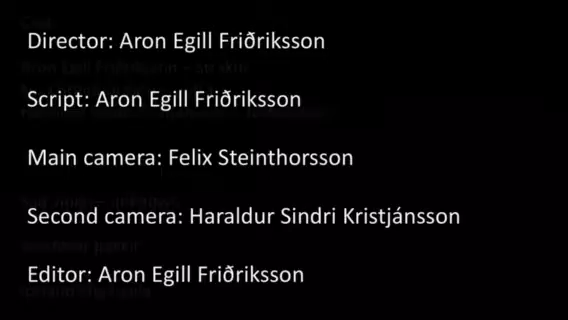 Director: Aron Egill Friðriksson
Script: Aron Egill Friðriksson
Main camera: Felix Steinthorsson
Second camera: Haraldur Sindri Kristjánsson
Editor: Aron Egill Friðriksson